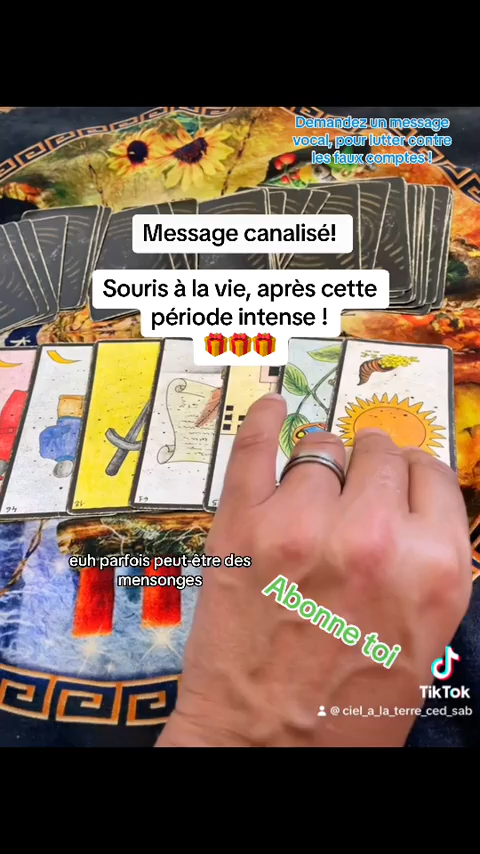 Demandez un message
vocal, pour lutter contre
les faux comptes !
Message canalisé!
Souris à la vie, après cette
période intense !
euh parfois peut-être des
mensonges
Abonne toi
TikTok
@ ciel_a_la_terre_ced_sab